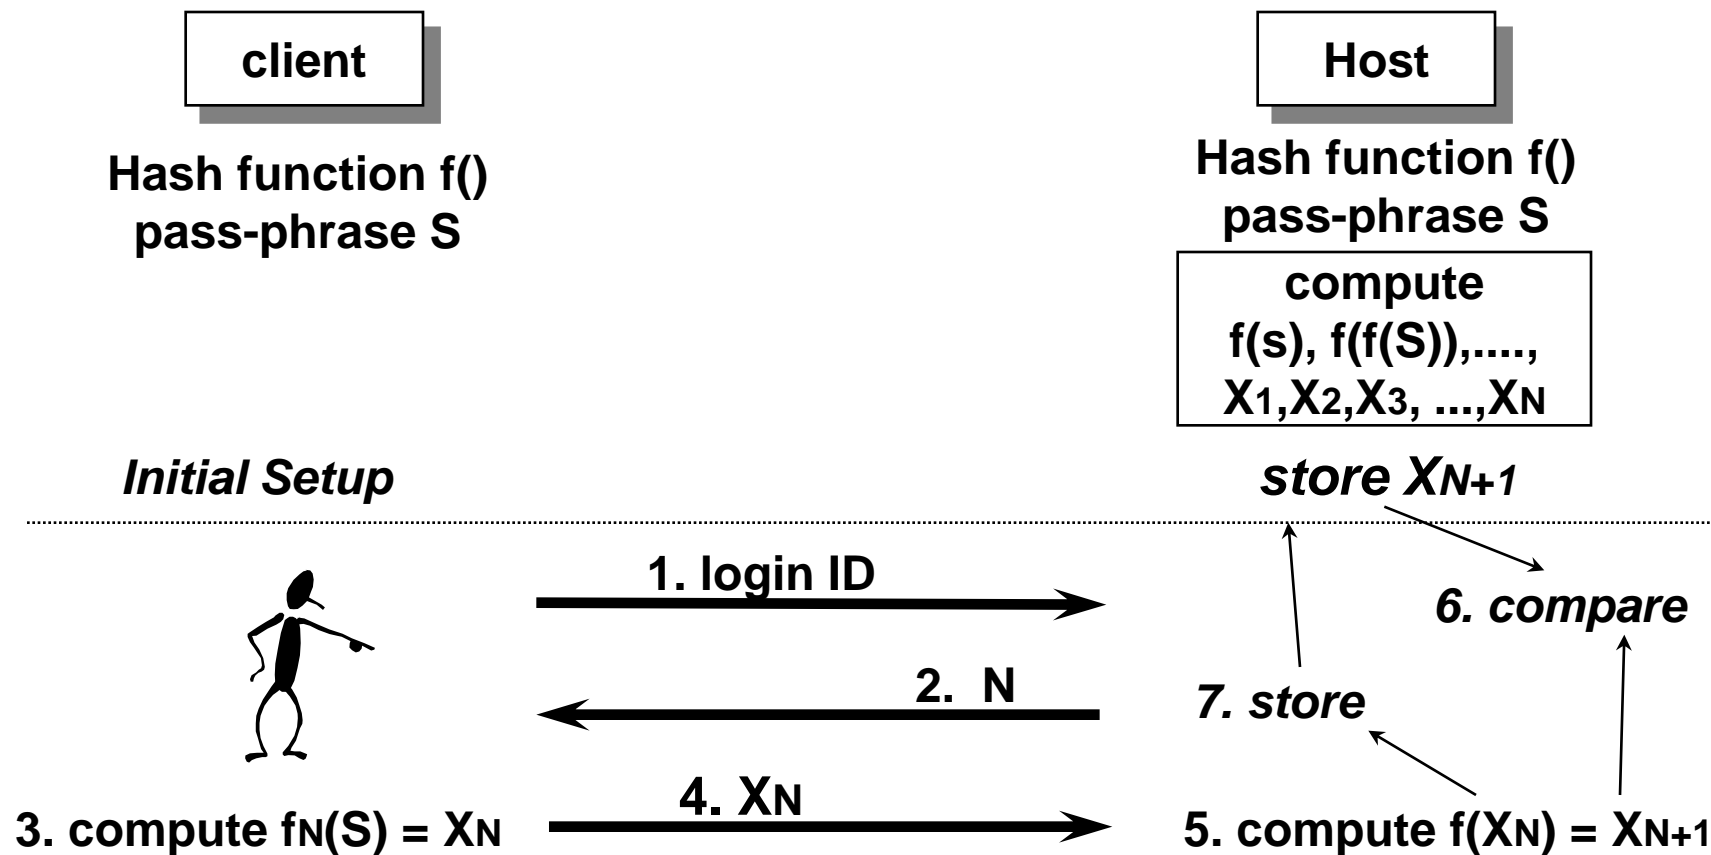 client
Host
Hash function f()
pass-phrase S
Hash function f()
pass-phrase S
compute
f(s), f(f(S)),....,
X1,X2,X3, ...,XN
Initial Setup
store XN+1
1. login ID
6. compare
2. N
7. store
4. XN
3. compute fN(S) = XN
5. compute f(XN) = XN+1